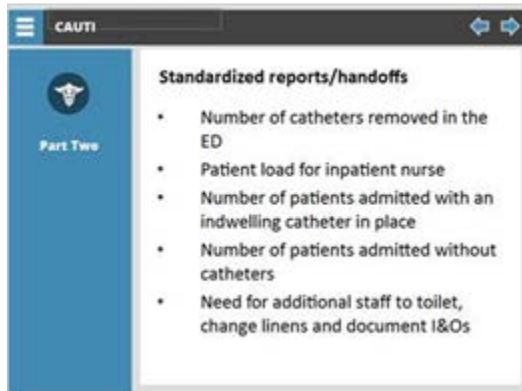 CAUTI
Part Two
Standardized reports/handoffs
• Number of catheters removed in the
ED
• Patient load for inpatient nurse
• Number of patients admitted with an
indwelling catheter in place
• Number of patients admitted without
catheters
• Need for additional staff to toilet,
change linens and document I&Os